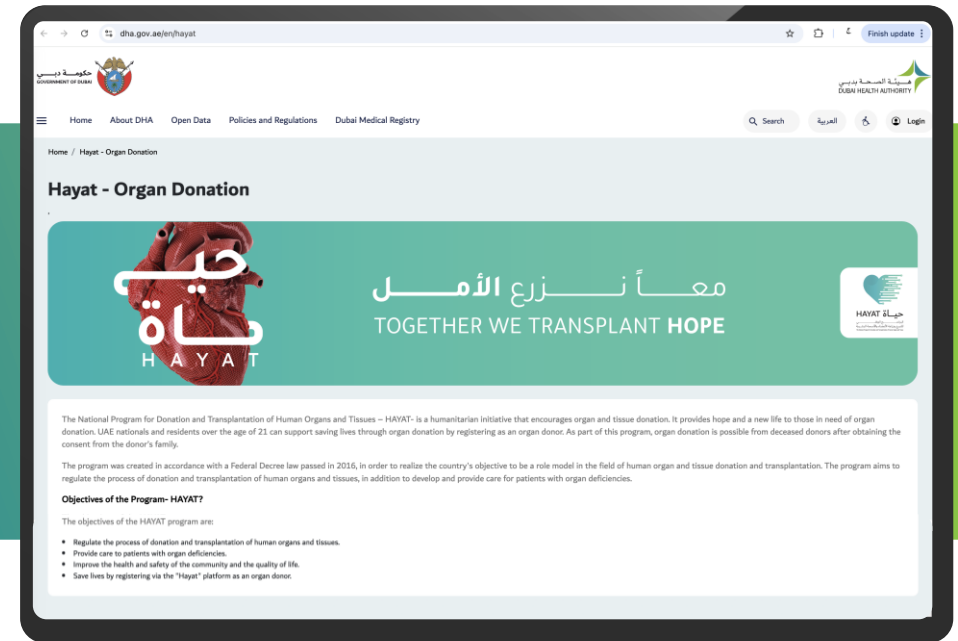 dha.gov.ae/en/hayat
Finish update
حكومــة دبــــي
GOVERNMENT OF DUBAI
هيئـة الصحـة بدبـي
DUBAI HEALTH AUTHORITY
Home About DHA Open Data Policies and Regulations Dubai Medical Registry
Search العربية Login
Home / Hayat - Organ Donation
Hayat - Organ Donation
حيــــاة
HAYAT
معـــــاً نـــــــزرع الأمـــــــل
TOGETHER WE TRANSPLANT HOPE
HAYAT حيــاة
The National Program for Donation and Transplantation of Human Organs and Tissues – HAYAT- is a humanitarian initiative that encourages organ and tissue donation. It provides hope and a new life to those in need of organ
donation. UAE nationals and residents over the age of 21 can support saving lives through organ donation by registering as an organ donor. As part of this program, organ donation is possible from deceased donors after obtaining the
consent from the donor's family.
The program was created in accordance with a Federal Decree law passed in 2016, in order to realize the country's objective to be a role model in the field of human organ and tissue donation and transplantation. The program aims to
regulate the process of donation and transplantation of human organs and tissues, in addition to develop and provide care for patients with organ deficiencies.
Objectives of the Program- HAYAT?
The objectives of the HAYAT program are:
• Regulate the process of donation and transplantation of human organs and tissues.
• Provide care to patients with organ deficiencies.
• Improve the health and safety of the community and the quality of life.
• Save lives by registering via the "Hayat" platform as an organ donor.